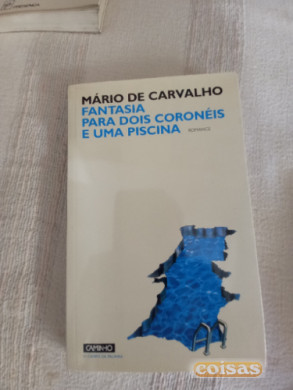 MÁRIO DE CARVALHO
FANTASIA
PARA DOIS CORONÉIS
E UMA PISCINA
ROMANCE
CAMINHO
coisas